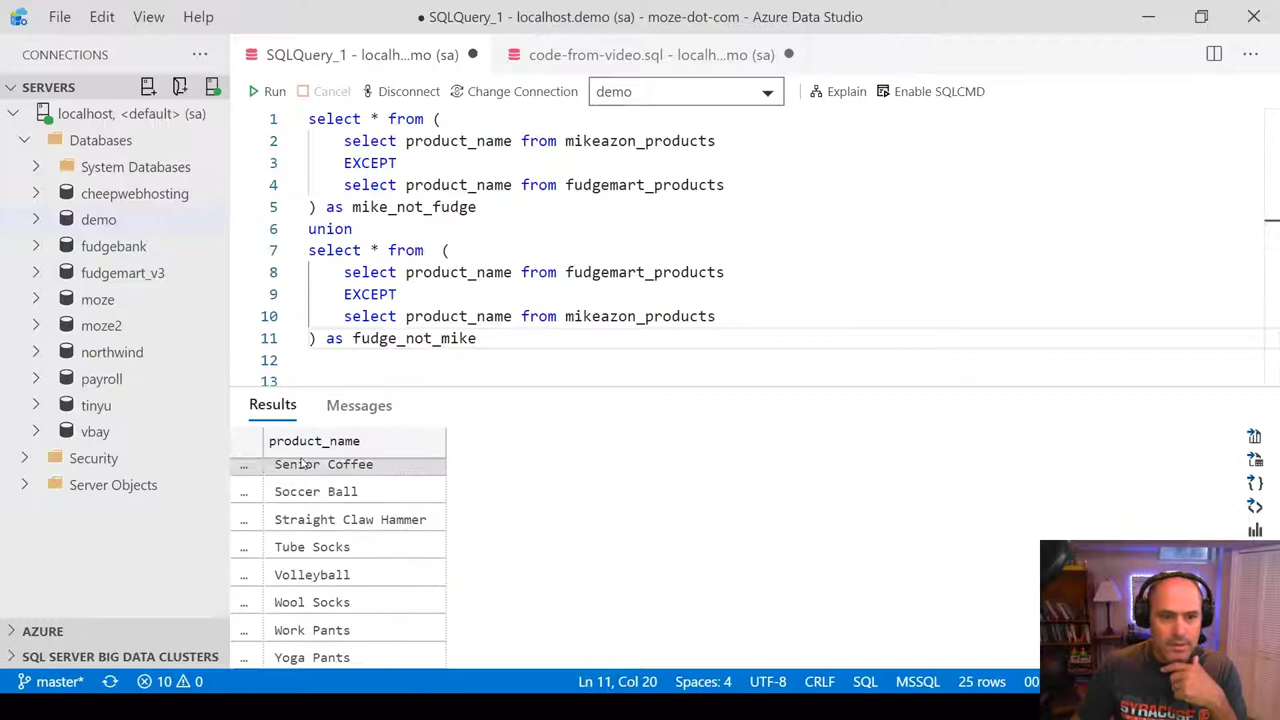 File Edit View Help ● SQLQuery_1 - localhost.demo (sa) - moze-dot-com - Azure Data Studio
CONNECTIONS
SQLQuery_1 - localh...mo (sa)
code-from-video.sql - localh...mo (sa)
SERVERS
Run Cancel Disconnect Change Connection demo Explain Enable SQLCMD
localhost, <default> (sa)
Databases
System Databases
cheepwebhosting
demo
fudgebank
fudgemart_v3
moze
moze2
northwind
payroll
tinyu
vbay
Security
Server Objects
AZURE
SQL SERVER BIG DATA CLUSTERS
1 select * from (
2 select product_name from mikeazon_products
3 EXCEPT
4 select product_name from fudgemart_products
5 ) as mike_not_fudge
6 union
7 select * from  (
8 select product_name from fudgemart_products
9 EXCEPT
10 select product_name from mikeazon_products
11 ) as fudge_not_mike
12
13
Results Messages
product_name
... Senior Coffee
... Soccer Ball
... Straight Claw Hammer
... Tube Socks
... Volleyball
... Wool Socks
... Work Pants
... Yoga Pants
master* 10 0 Ln 11, Col 20 Spaces: 4 UTF-8 CRLF SQL MSSQL 25 rows 00
SYRACUSE